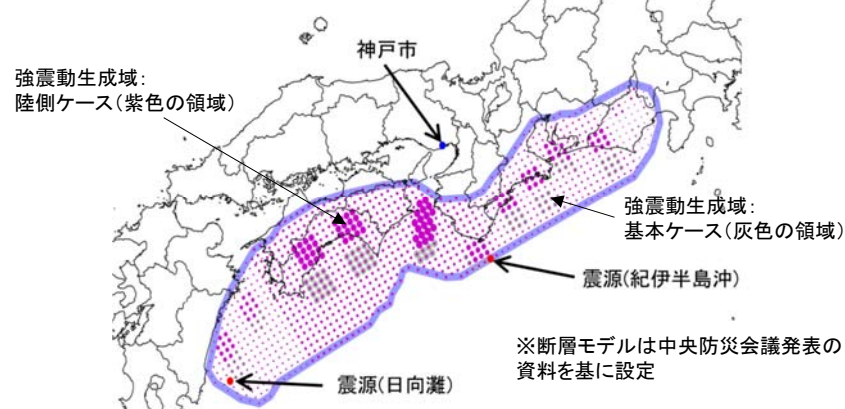 神戸市
強震動生成域:
陸側ケース(紫色の領域)
強震動生成域:
基本ケース(灰色の領域)
震源(紀伊半島沖)
※断層モデルは中央防災会議発表の
資料を基に設定
震源(日向灘)